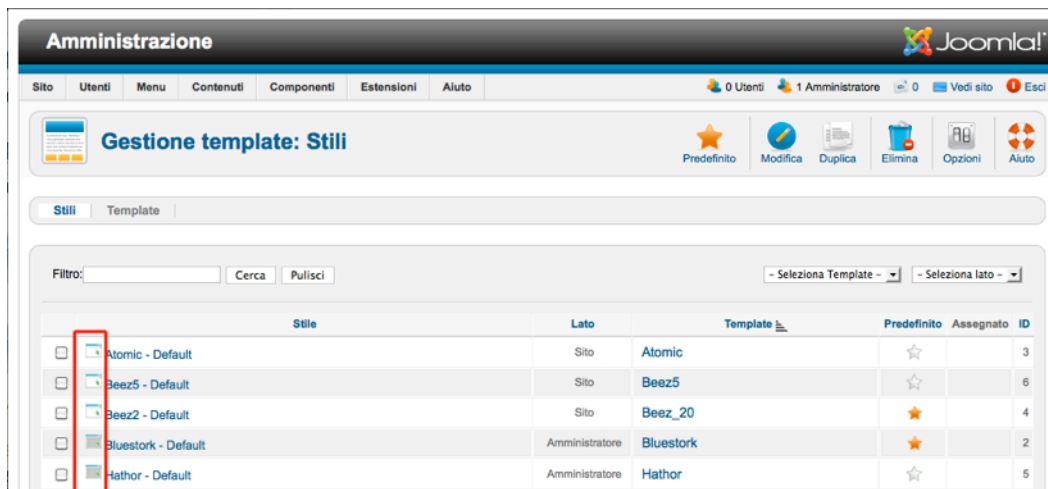 Amministrazione
Joomla!
Sito Utenti Menu Contenuti Componenti Estensioni Aiuto 0 Utenti 1 Amministratore 0 Vedi sito Esci
Gestione template: Stili
Predefinito Modifica Duplica Elimina Opzioni Aiuto
Stili Template
Filtro: Cerca Pulisci - Seleziona Template - - Seleziona lato -
Stile Lato Template Predefinito Assegnato ID
Atomic - Default Sito Atomic 3
Beez5 - Default Sito Beez5 6
Beez2 - Default Sito Beez_20 4
Bluestork - Default Amministratore Bluestork 2
Hathor - Default Amministratore Hathor 5